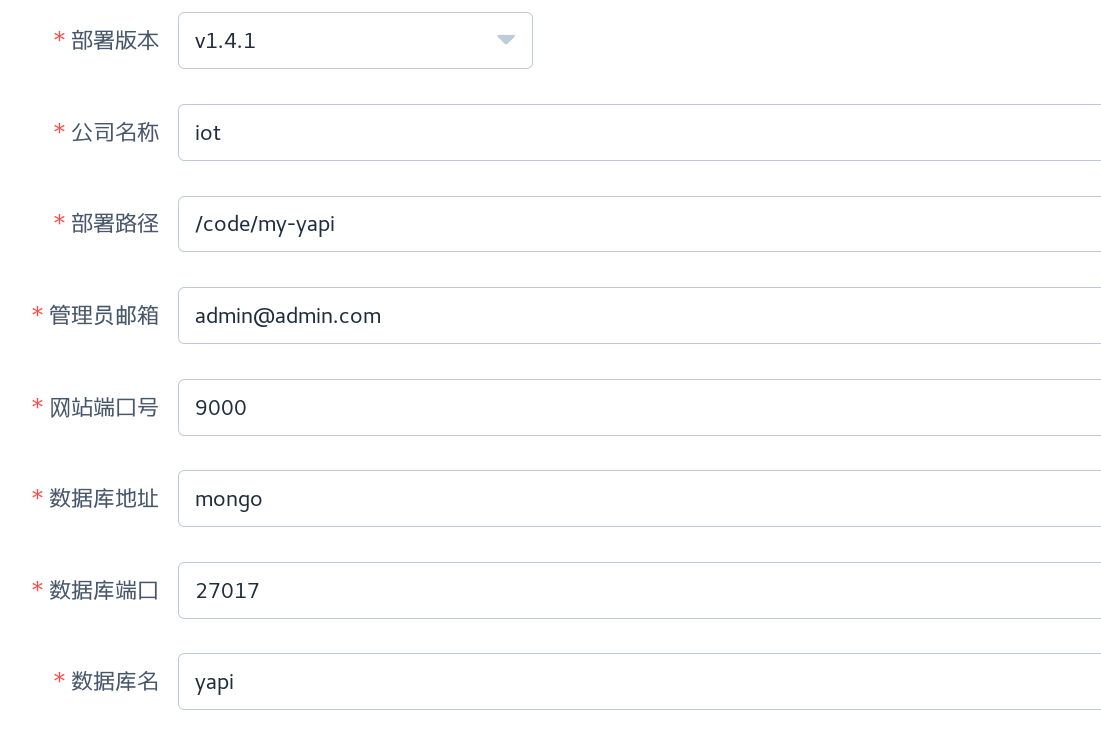 * 部署版本 v1.4.1
* 公司名称 iot
* 部署路径 /code/my-yapi
* 管理员邮箱 admin@admin.com
* 网站端口号 9000
* 数据库地址 mongo
* 数据库端口 27017
* 数据库名 yapi